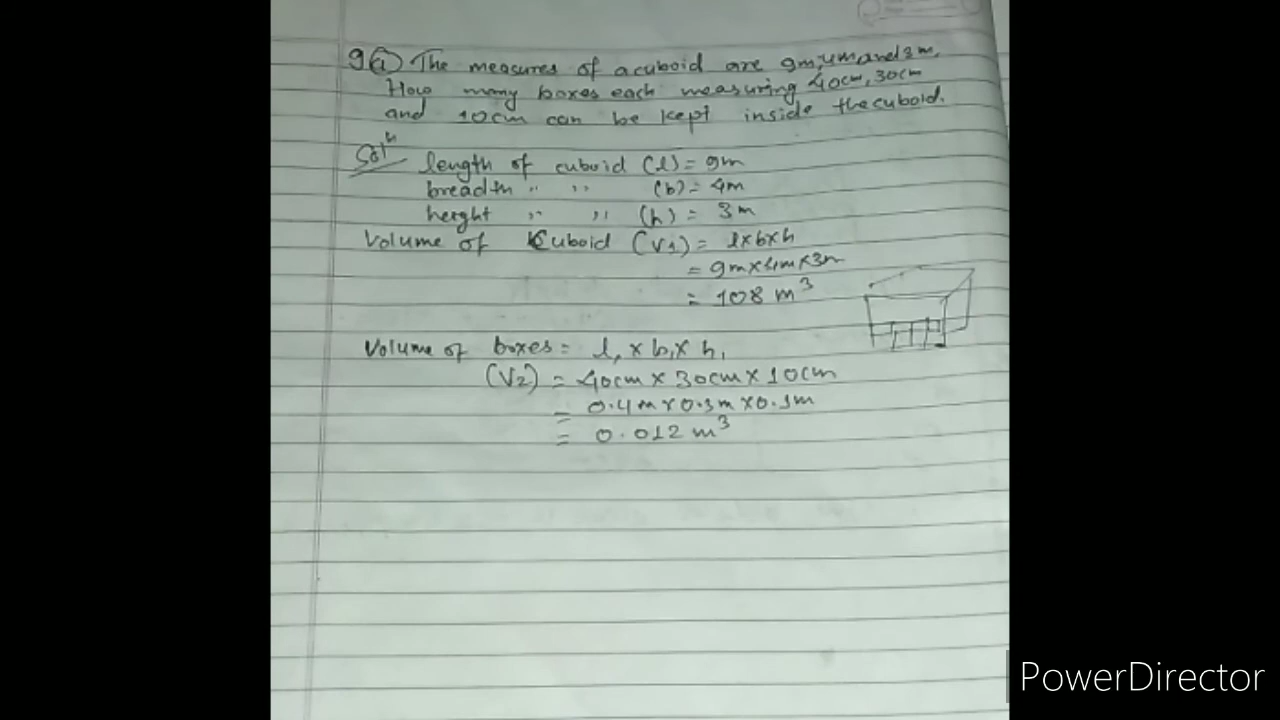 9(a) The measures of a cuboid are 9m, 4m and 3m.
How many boxes each measuring 40cm, 30cm
and 10cm can be kept inside the cuboid.
Solⁿ length of cuboid (l) = 9m
breadth " " (b) = 4m
height " " (h) = 3m
Volume of Cuboid (V₁) = l×b×h
= 9m×4m×3m
= 108 m³
Volume of boxes = l₁ × b₁ × h₁
(V₂) = 40cm × 30cm × 10cm
= 0.4m × 0.3m × 0.1m
= 0.012 m³
PowerDirector